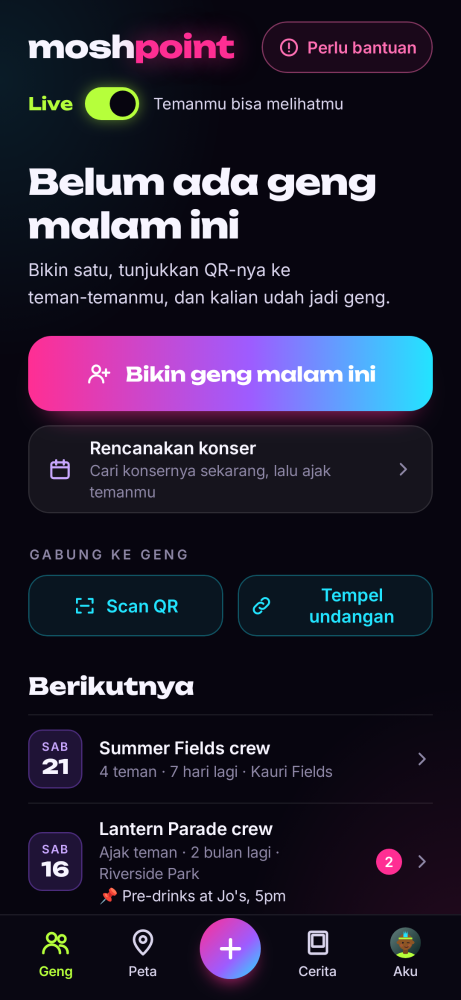 moshpoint
Perlu bantuan
Live
Temanmu bisa melihatmu
Belum ada geng
malam ini
Bikin satu, tunjukkan QR-nya ke
teman-temanmu, dan kalian udah jadi geng.
Bikin geng malam ini
Rencanakan konser
Cari konsernya sekarang, lalu ajak
temanmu
GABUNG KE GENG
Scan QR
Tempel
undangan
Berikutnya
SAB
21
Summer Fields crew
4 teman · 7 hari lagi · Kauri Fields
SAB
16
Lantern Parade crew
Ajak teman · 2 bulan lagi ·
Riverside Park
📌 Pre-drinks at Jo's, 5pm
2
Geng
Peta
Cerita
Aku